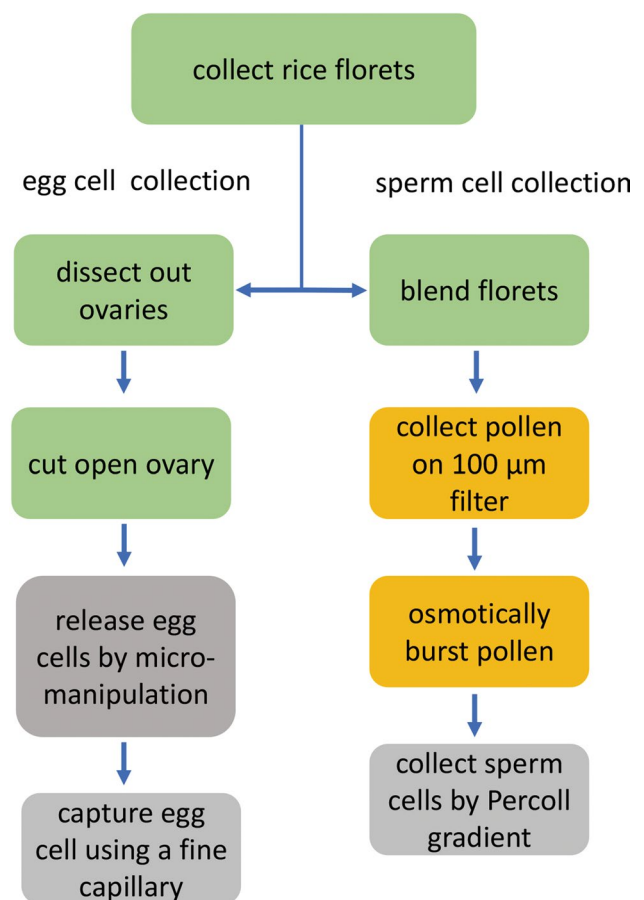 collect rice florets
egg cell collection
sperm cell collection
dissect out
ovaries
blend florets
cut open ovary
collect pollen
on 100 µm
filter
release egg
cells by micro-
manipulation
osmotically
burst pollen
capture egg
cell using a fine
capillary
collect sperm
cells by Percoll
gradient